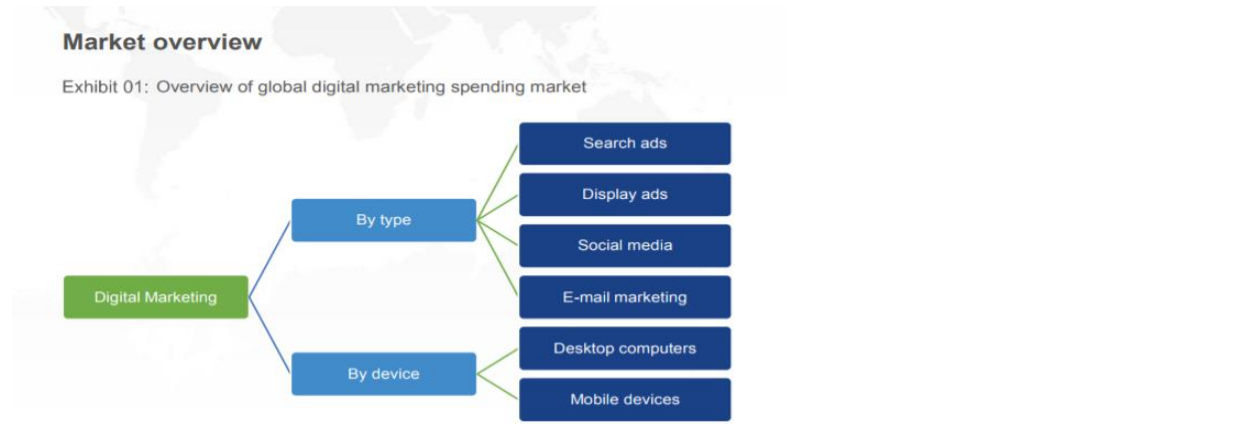 Market overview
Exhibit 01: Overview of global digital marketing spending market
Search ads
Display ads
By type
Social media
Digital Marketing
E-mail marketing
Desktop computers
By device
Mobile devices